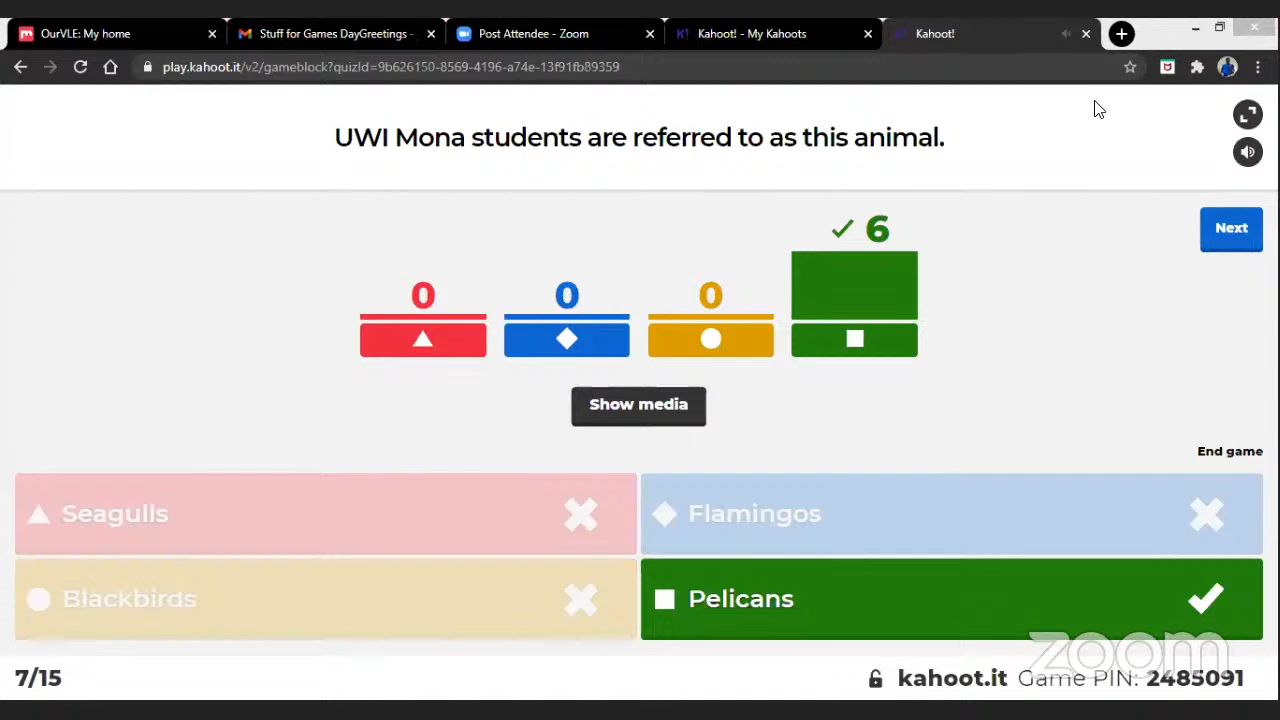 OurVLE: My home
Stuff for Games DayGreetings -
Post Attendee - Zoom
Kahoot! - My Kahoots
Kahoot!
play.kahoot.it/v2/gameblock?quizId=9b626150-8569-4196-a74e-13f91fb89359
UWI Mona students are referred to as this animal.
Next
0
0
0
6
Show media
End game
Seagulls
Flamingos
Blackbirds
Pelicans
zoom
7/15
kahoot.it Game PIN: 2485091